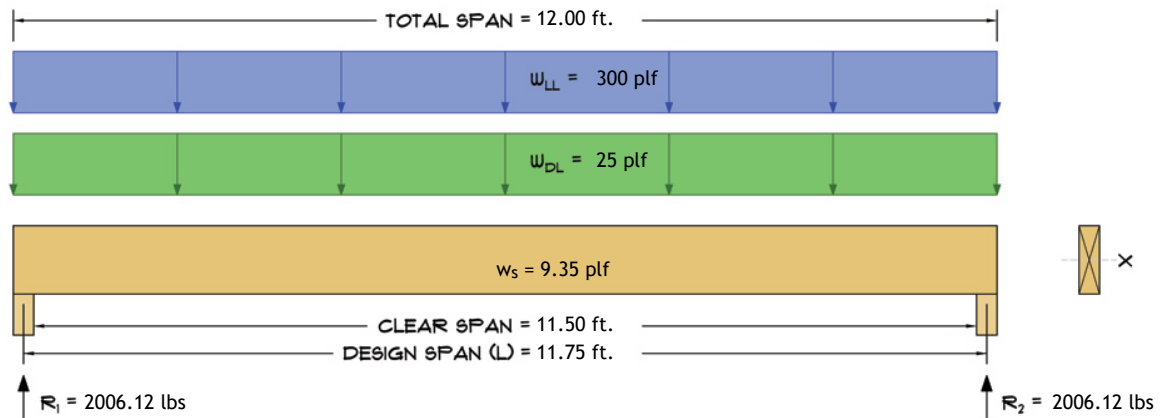 TOTAL SPAN = 12.00 ft.
wLL = 300 plf
wDL = 25 plf
ws = 9.35 plf
X
CLEAR SPAN = 11.50 ft.
DESIGN SPAN (L) = 11.75 ft.
R1 = 2006.12 lbs
R2 = 2006.12 lbs